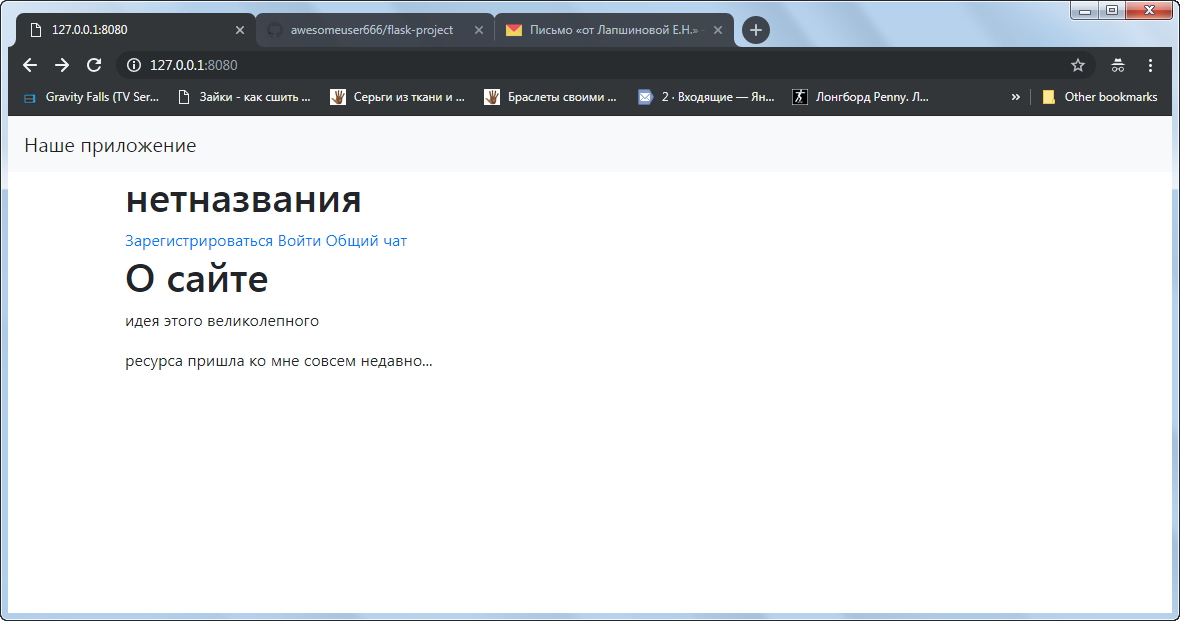 127.0.0.1:8080
awesomeuser666/flask-project
Письмо «от Лапшиновой Е.Н.»
127.0.0.1:8080
Gravity Falls (TV Ser...
Зайки - как сшить ...
Серьги из ткани и ...
Браслеты своими ...
2 · Входящие — Ян...
Лонгборд Penny. Л...
»
Other bookmarks
Наше приложение
нетназвания
Зарегистрироваться Войти Общий чат
О сайте
идея этого великолепного
ресурса пришла ко мне совсем недавно...